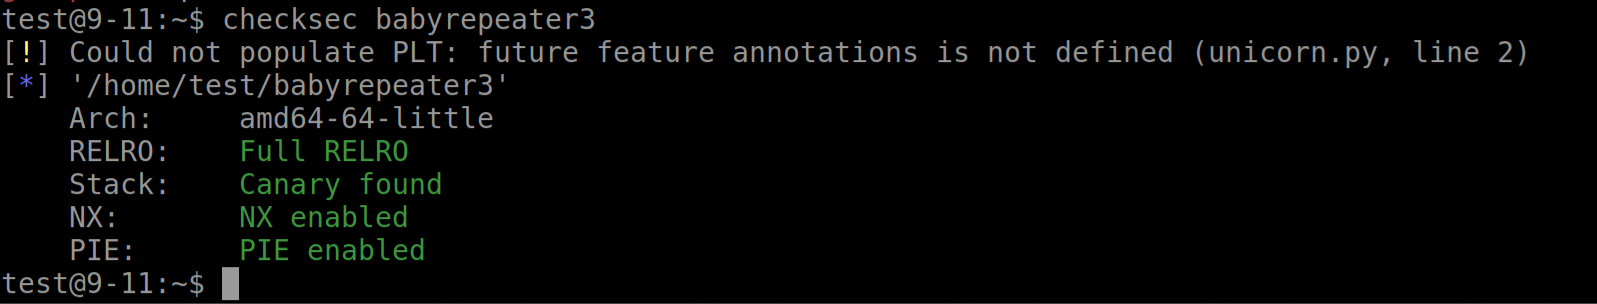 test@9-11:~$ checksec babyrepeater3
[!] Could not populate PLT: future feature annotations is not defined (unicorn.py, line 2)
[*] '/home/test/babyrepeater3'
    Arch:     amd64-64-little
    RELRO:    Full RELRO
    Stack:    Canary found
    NX:       NX enabled
    PIE:      PIE enabled
test@9-11:~$